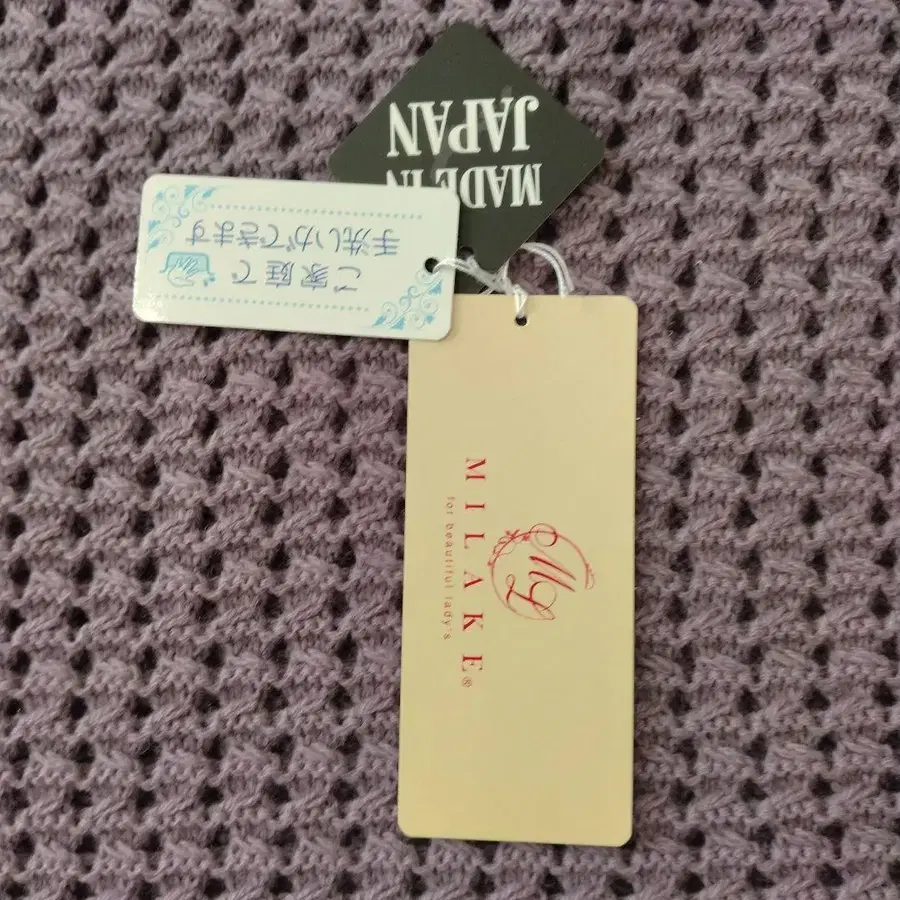 MADE IN
JAPAN
ご家庭で
手洗いができます
ML
MILAKE®
for beautiful lady's